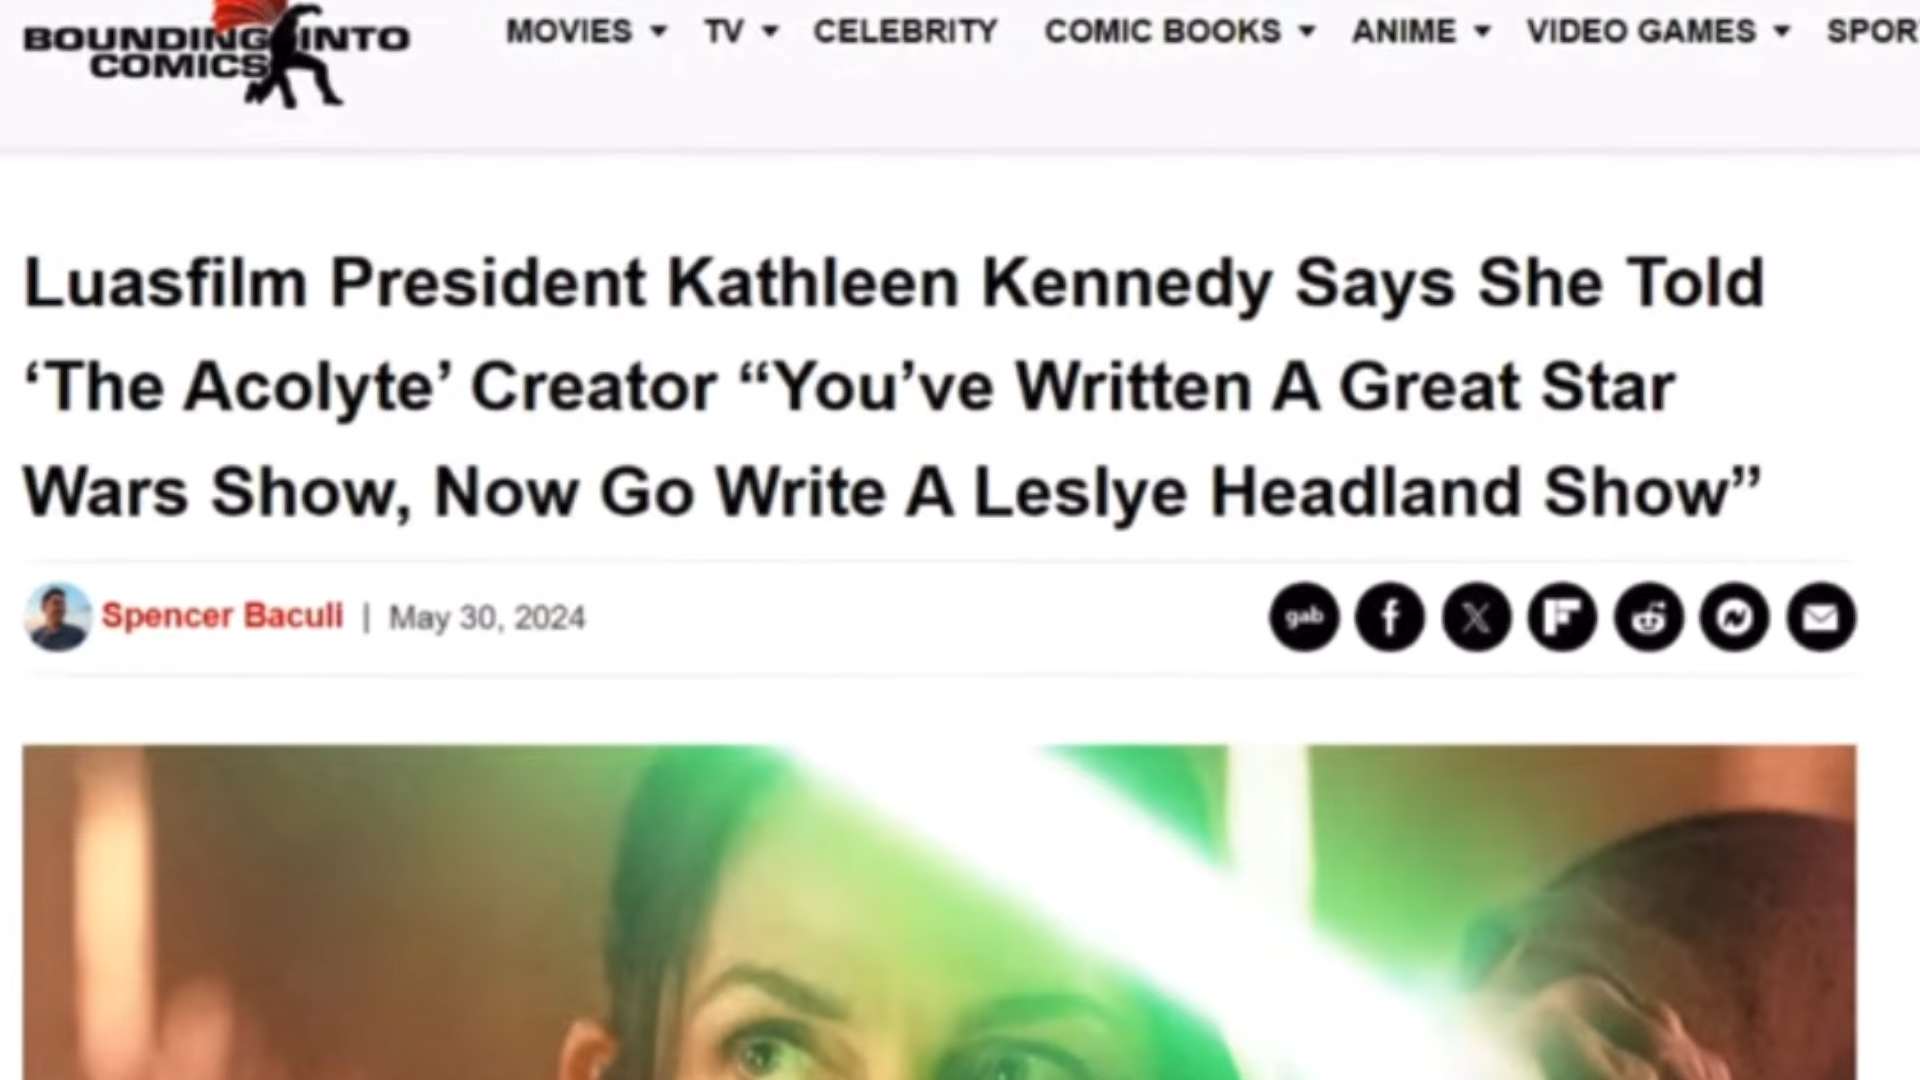 BOUNDING INTO
COMICS
MOVIES TV CELEBRITY COMIC BOOKS ANIME VIDEO GAMES SPOR
Luasfilm President Kathleen Kennedy Says She Told
‘The Acolyte’ Creator “You’ve Written A Great Star
Wars Show, Now Go Write A Leslye Headland Show”
Spencer Baculi | May 30, 2024
gab